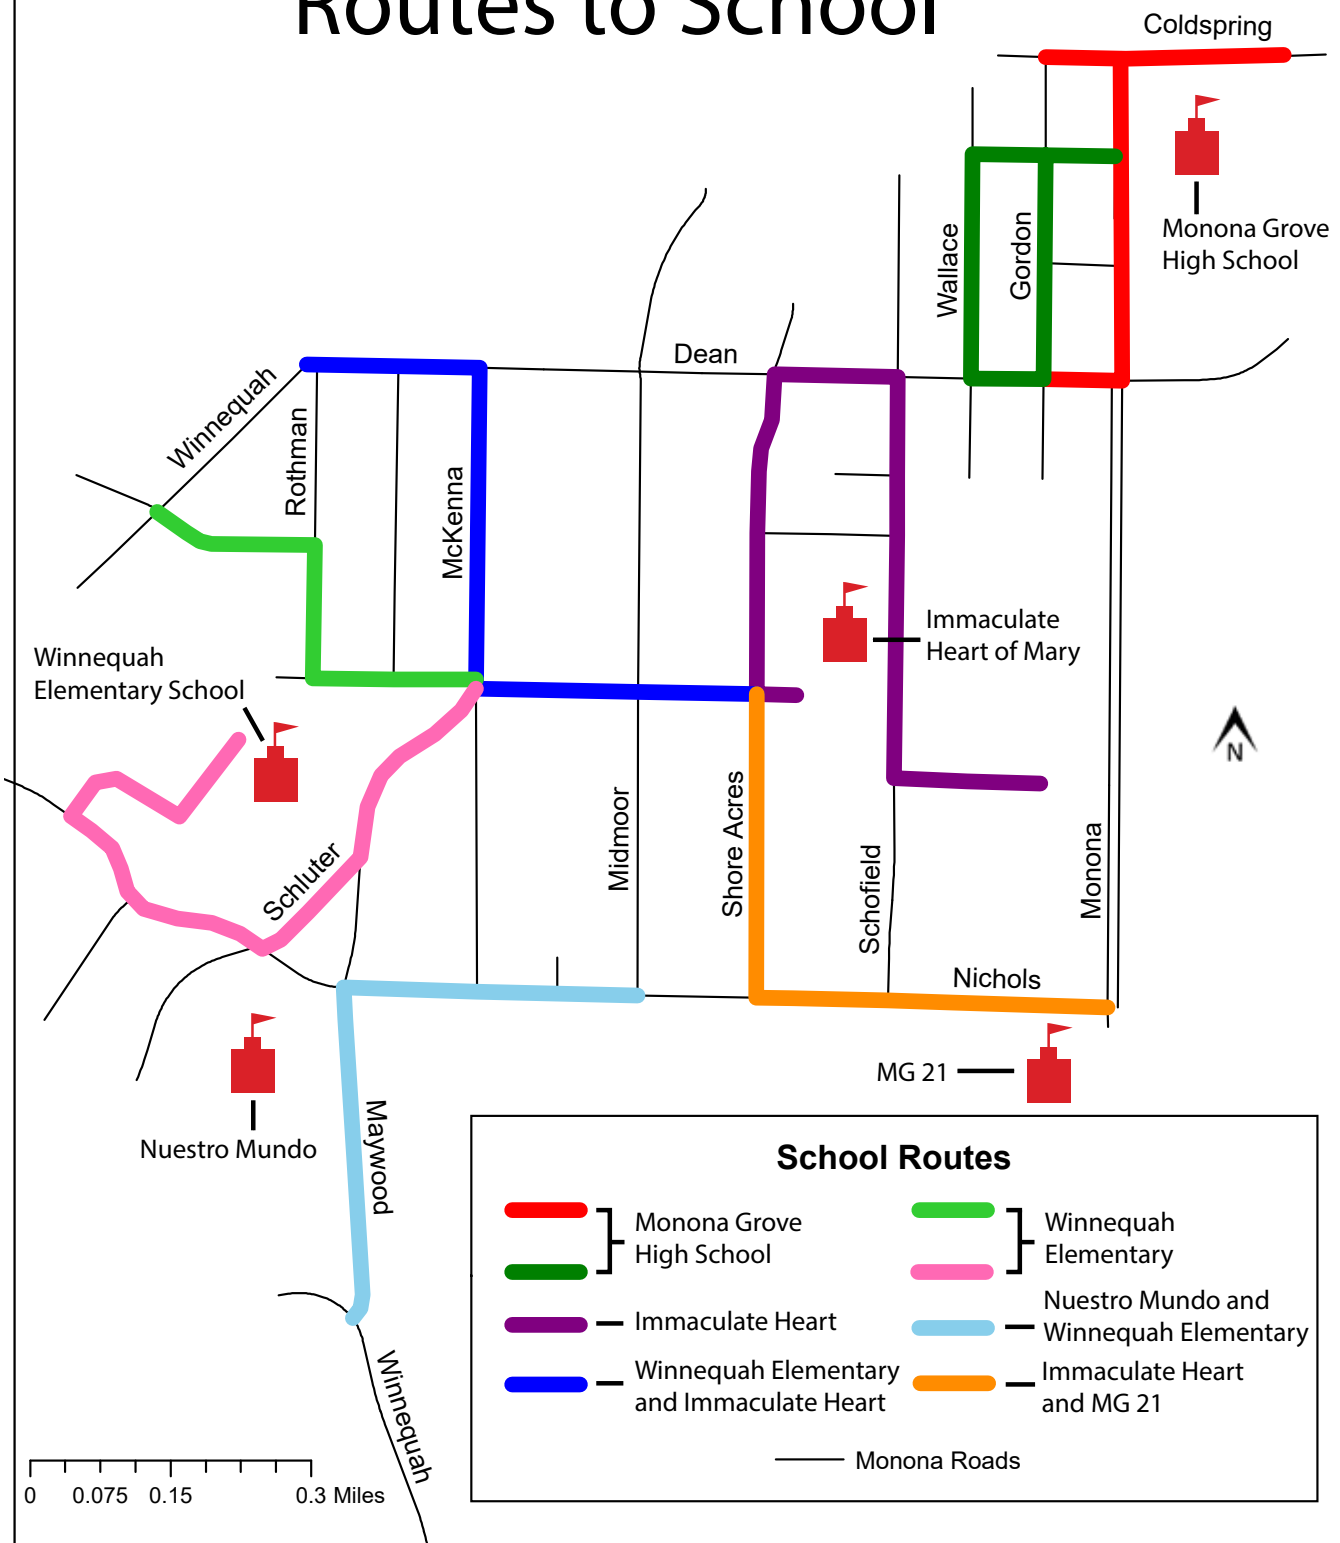 Routes to School
Coldspring
Monona Grove
High School
Wallace
Gordon
Dean
Winnequah
Rothman
McKenna
Immaculate
Heart of Mary
Winnequah
Elementary School
N
Midmoor
Shore Acres
Schofield
Monona
Schluter
Nichols
MG 21
Nuestro Mundo
Maywood
Winnequah
School Routes
Monona Grove
High School
Immaculate Heart
Winnequah Elementary
and Immaculate Heart
Winnequah
Elementary
Nuestro Mundo and
Winnequah Elementary
Immaculate Heart
and MG 21
Monona Roads
0 0.075 0.15 0.3 Miles